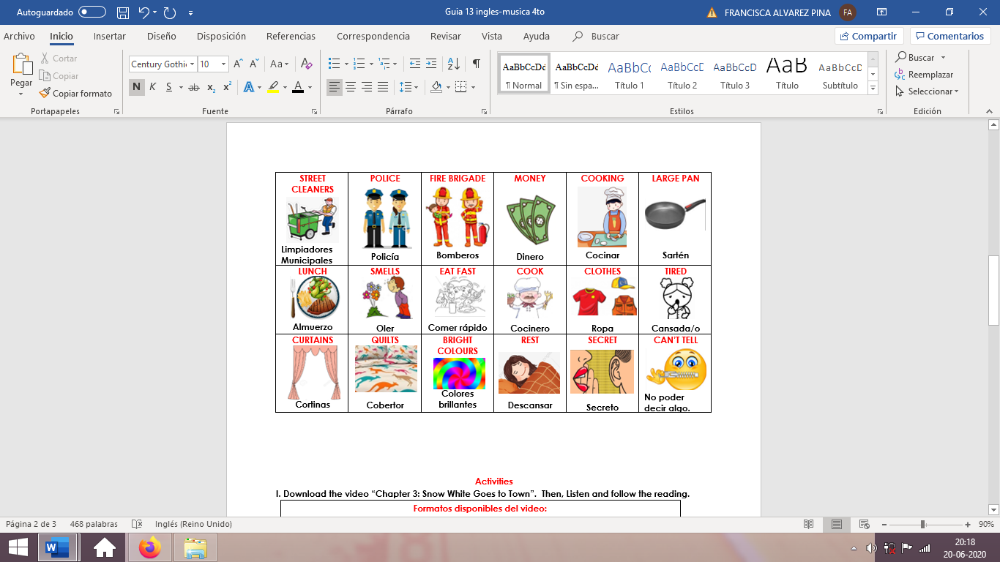 Autoguardado
Guia 13 ingles-musica 4to
FRANCISCA ALVAREZ PINA
FA
Archivo
Inicio
Insertar
Diseño
Disposición
Referencias
Correspondencia
Revisar
Vista
Ayuda
Buscar
Compartir
Comentarios
Pegar
Cortar
Copiar
Copiar formato
Portapapeles
Century Gothi
10
Fuente
Párrafo
AaBbCcDd
¶ Normal
AaBbCcDd
¶ Sin espa...
AaBbCc
Título 1
AaBbCcD
Título 2
AaBbCcD
Título 3
AaB
Título
AaBbCcD
Subtítulo
Estilos
Buscar
Reemplazar
Seleccionar
Edición
STREET
CLEANERS
Limpiadores
Municipales
POLICE
Policía
FIRE BRIGADE
Bomberos
MONEY
Dinero
COOKING
Cocinar
LARGE PAN
Sartén
LUNCH
Almuerzo
SMELLS
Oler
EAT FAST
Comer rápido
COOK
Cocinero
CLOTHES
Ropa
TIRED
Cansada/o
CURTAINS
Cortinas
QUILTS
Cobertor
BRIGHT
COLOURS
Colores
brillantes
REST
Descansar
SECRET
Secreto
CAN'T TELL
No poder
decir algo.
Activities
I. Download the video “Chapter 3: Snow White Goes to Town”. Then, Listen and follow the reading.
Formatos disponibles del video:
Página 2 de 3
468 palabras
Inglés (Reino Unido)
90%
20:18
20-06-2020